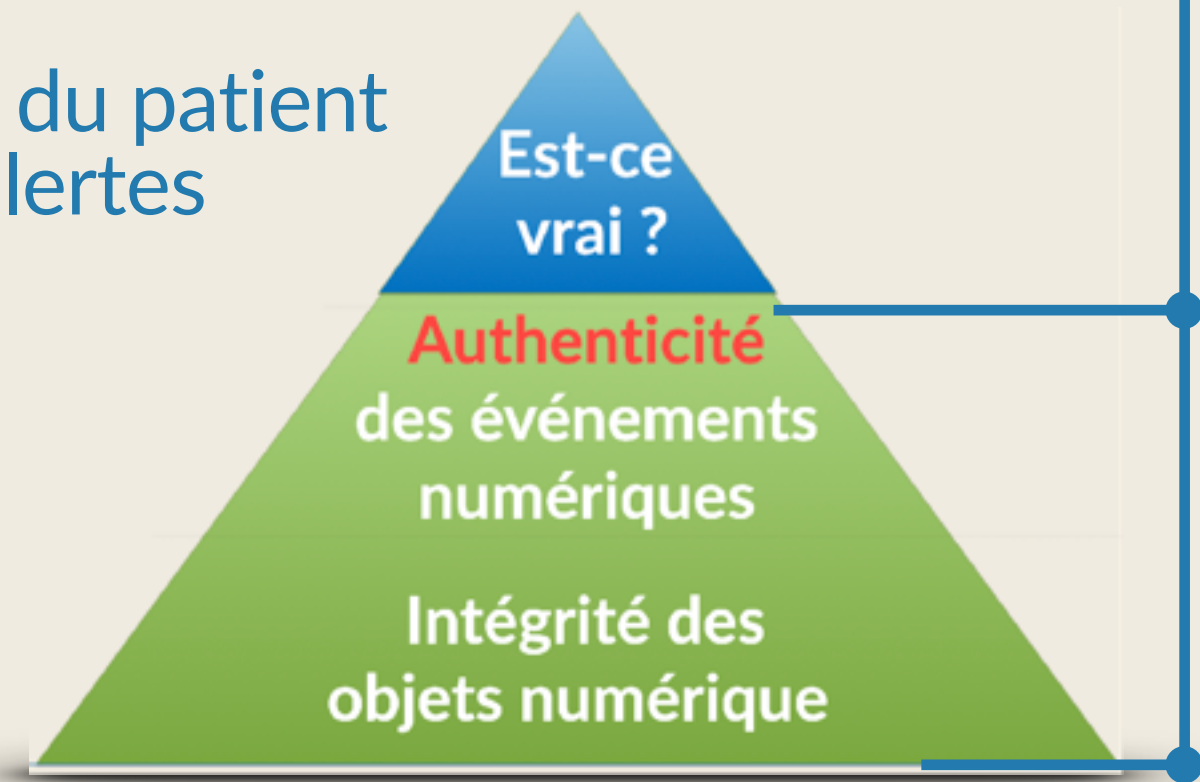 du patient
lertes
Est-ce
vrai ?
Authenticité
des événements
numériques
Intégrité des
objets numérique